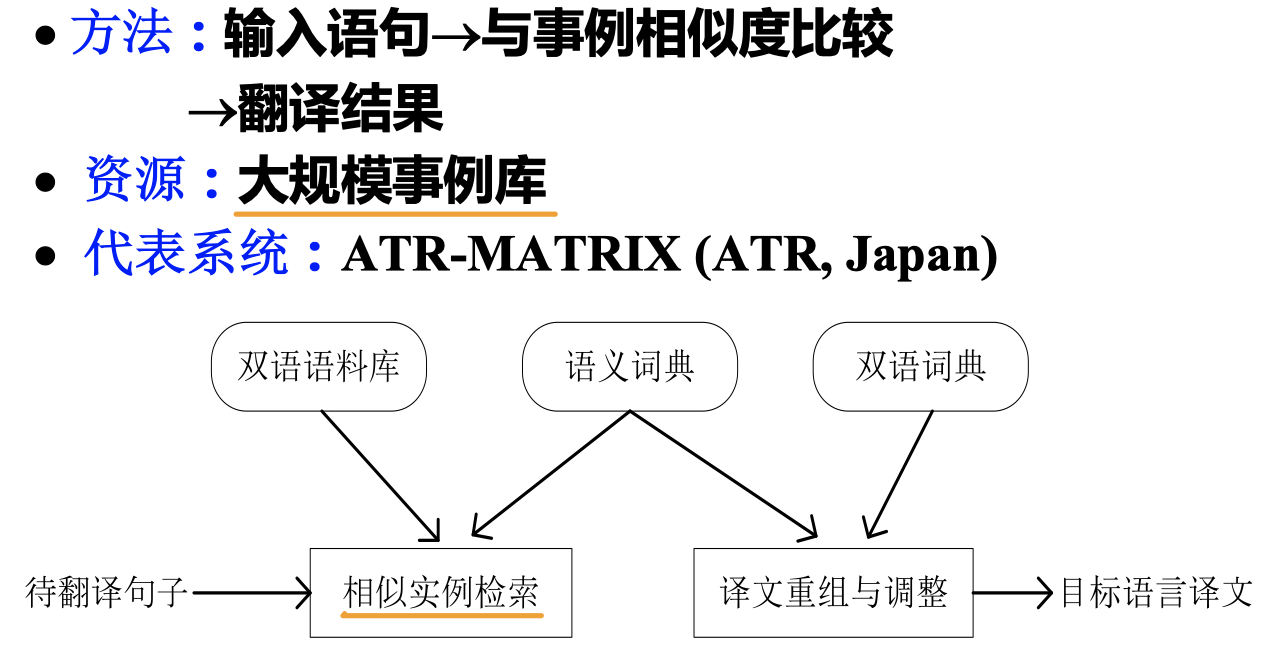 • 方法：输入语句→与事例相似度比较
→翻译结果
• 资源：大规模事例库
• 代表系统：ATR-MATRIX (ATR, Japan)
双语语料库
语义词典
双语词典
待翻译句子
相似实例检索
译文重组与调整
目标语言译文